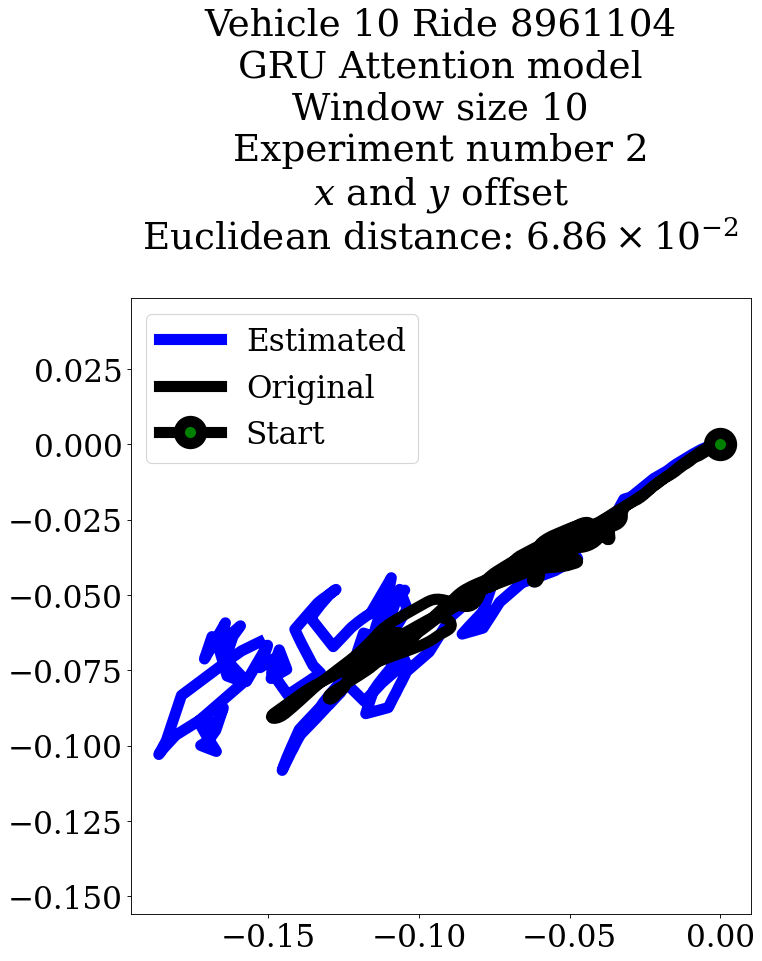 Vehicle 10 Ride 8961104
GRU Attention model
Window size 10
Experiment number 2
x and y offset
Euclidean distance: 6.86 × 10⁻²
Estimated
Original
Start
0.025
0.000
−0.025
−0.050
−0.075
−0.100
−0.125
−0.150
−0.15 −0.10 −0.05 0.00